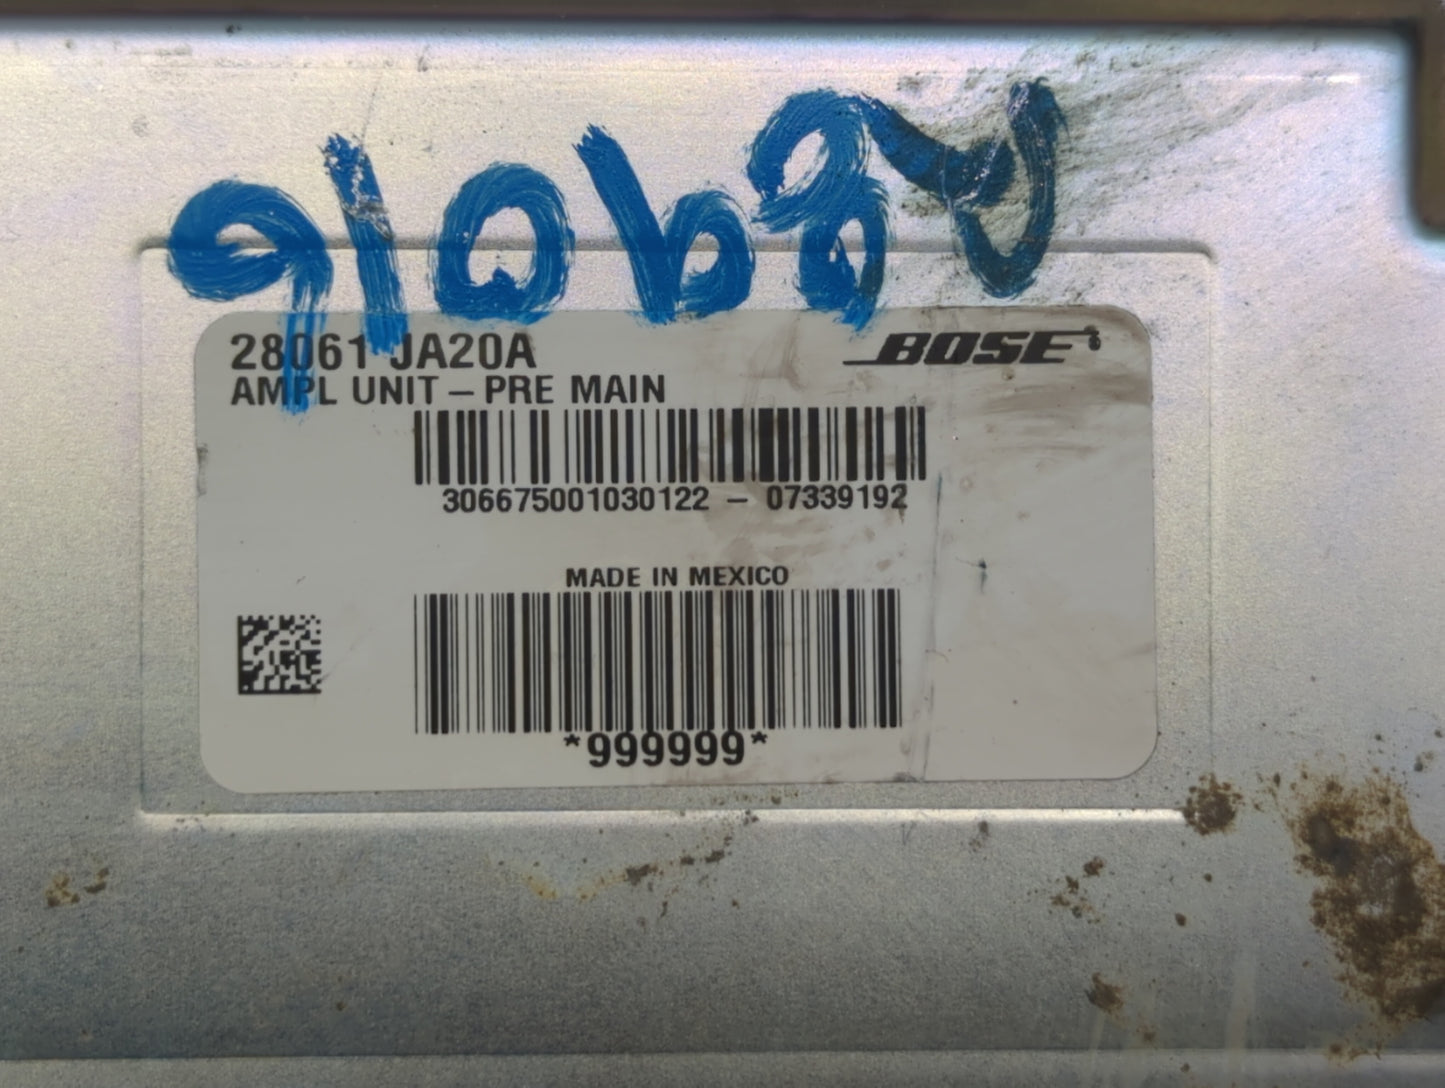 28061 JA20A
BOSE
AMPL UNIT – PRE MAIN
306675001030122 – 07339192
MADE IN MEXICO
*999999*